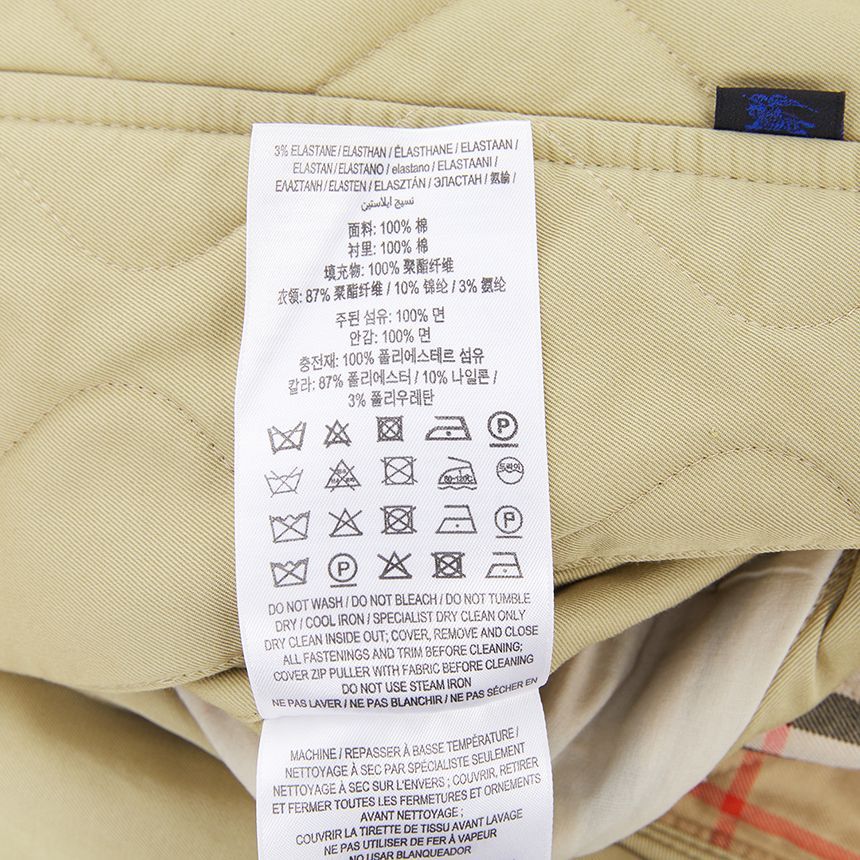 3% ELASTANE / ELASTHAN / ÉLASTHANE / ELASTAAN /
ELASTAN / ELASTANO / elastano / ELASTAANI /
ΕΛΑΣΤΑΝΗ / ELASTEN / ELASZTÁN / ЭЛАСТАН / 氨綸 /
نسيج ايلاستين
面料: 100% 棉
衬里: 100% 棉
填充物: 100% 聚酯纤维
衣领: 87% 聚酯纤维 / 10% 锦纶 / 3% 氨纶
주된 섬유: 100% 면
안감: 100% 면
충전재: 100% 폴리에스테르 섬유
칼라: 87% 폴리에스터 / 10% 나일론 /
3% 폴리우레탄
P
80~120℃ 드라이
P
P
DO NOT WASH / DO NOT BLEACH / DO NOT TUMBLE
DRY / COOL IRON / SPECIALIST DRY CLEAN ONLY
DRY CLEAN INSIDE OUT; COVER, REMOVE AND CLOSE
ALL FASTENINGS AND TRIM BEFORE CLEANING;
COVER ZIP PULLER WITH FABRIC BEFORE CLEANING
DO NOT USE STEAM IRON
NE PAS LAVER / NE PAS BLANCHIR / NE PAS SÉCHER EN
MACHINE / REPASSER À BASSE TEMPÉRATURE /
NETTOYAGE À SEC PAR SPÉCIALISTE SEULEMENT
NETTOYAGE À SEC SUR L'ENVERS ; COUVRIR, RETIRER
ET FERMER TOUTES LES FERMETURES ET ORNEMENTS
AVANT NETTOYAGE ;
COUVRIR LA TIRETTE DE TISSU AVANT LAVAGE
NE PAS UTILISER DE FER À VAPEUR
NO USAR BLANQUEADOR